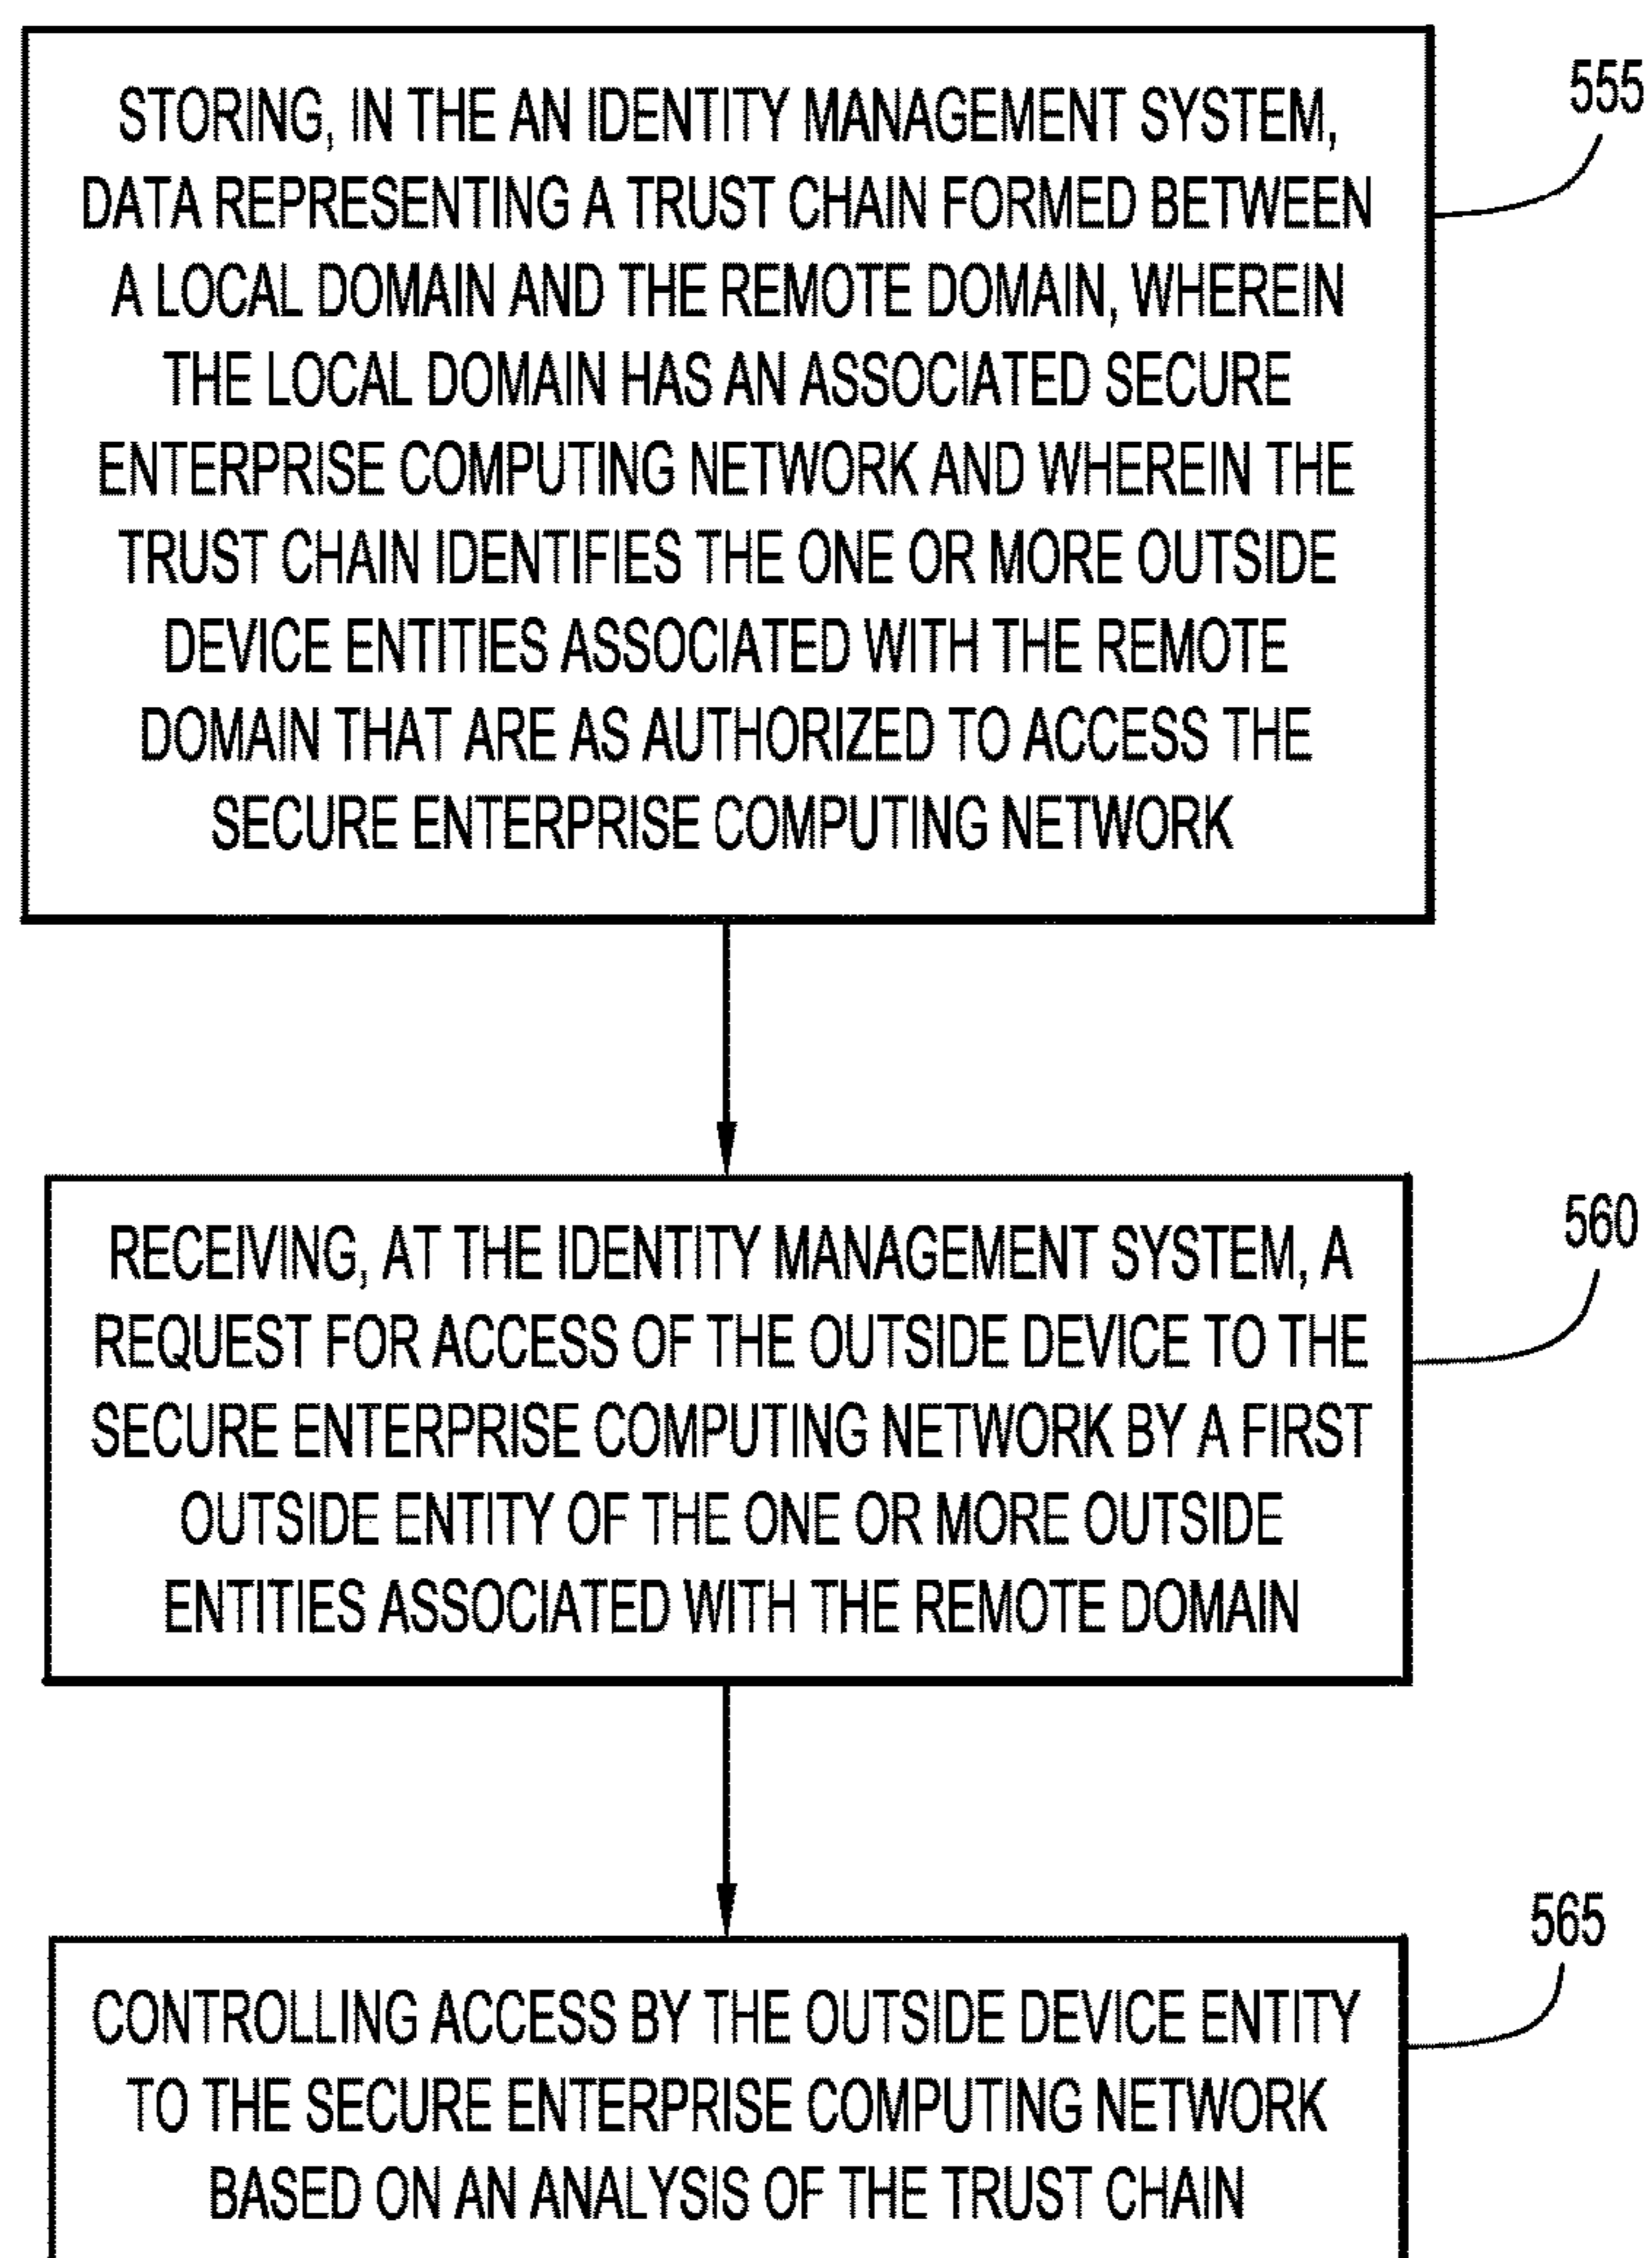 STORING, IN THE AN IDENTITY MANAGEMENT SYSTEM,
DATA REPRESENTING A TRUST CHAIN FORMED BETWEEN
A LOCAL DOMAIN AND THE REMOTE DOMAIN, WHEREIN
THE LOCAL DOMAIN HAS AN ASSOCIATED SECURE
ENTERPRISE COMPUTING NETWORK AND WHEREIN THE
TRUST CHAIN IDENTIFIES THE ONE OR MORE OUTSIDE
DEVICE ENTITIES ASSOCIATED WITH THE REMOTE
DOMAIN THAT ARE AS AUTHORIZED TO ACCESS THE
SECURE ENTERPRISE COMPUTING NETWORK
555
RECEIVING, AT THE IDENTITY MANAGEMENT SYSTEM, A
REQUEST FOR ACCESS OF THE OUTSIDE DEVICE TO THE
SECURE ENTERPRISE COMPUTING NETWORK BY A FIRST
OUTSIDE ENTITY OF THE ONE OR MORE OUTSIDE
ENTITIES ASSOCIATED WITH THE REMOTE DOMAIN
560
CONTROLLING ACCESS BY THE OUTSIDE DEVICE ENTITY
TO THE SECURE ENTERPRISE COMPUTING NETWORK
BASED ON AN ANALYSIS OF THE TRUST CHAIN
565